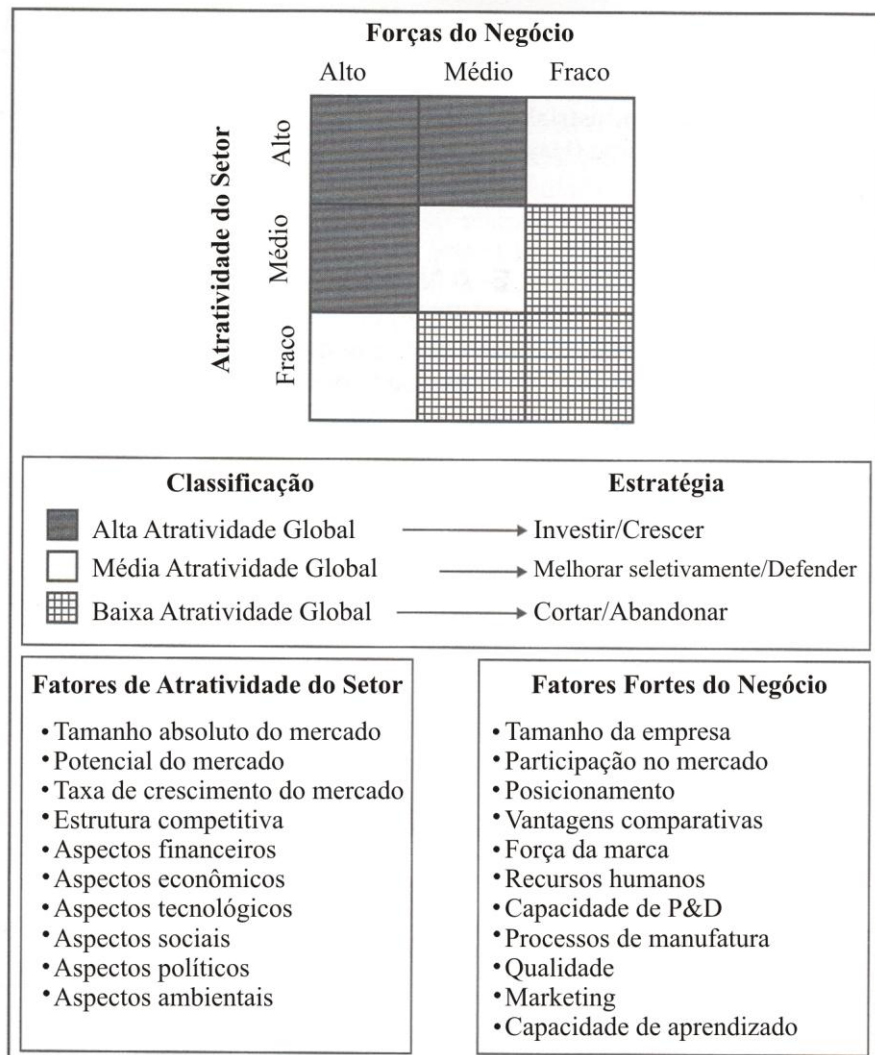 Forças do Negócio
Alto Médio Fraco
Atratividade do Setor
Alto
Médio
Fraco
Classificação Estratégia
Alta Atratividade Global Investir/Crescer
Média Atratividade Global Melhorar seletivamente/Defender
Baixa Atratividade Global Cortar/Abandonar
Fatores de Atratividade do Setor
• Tamanho absoluto do mercado
• Potencial do mercado
• Taxa de crescimento do mercado
• Estrutura competitiva
• Aspectos financeiros
• Aspectos econômicos
• Aspectos tecnológicos
• Aspectos sociais
• Aspectos políticos
• Aspectos ambientais
Fatores Fortes do Negócio
• Tamanho da empresa
• Participação no mercado
• Posicionamento
• Vantagens comparativas
• Força da marca
• Recursos humanos
• Capacidade de P&D
• Processos de manufatura
• Qualidade
• Marketing
• Capacidade de aprendizado